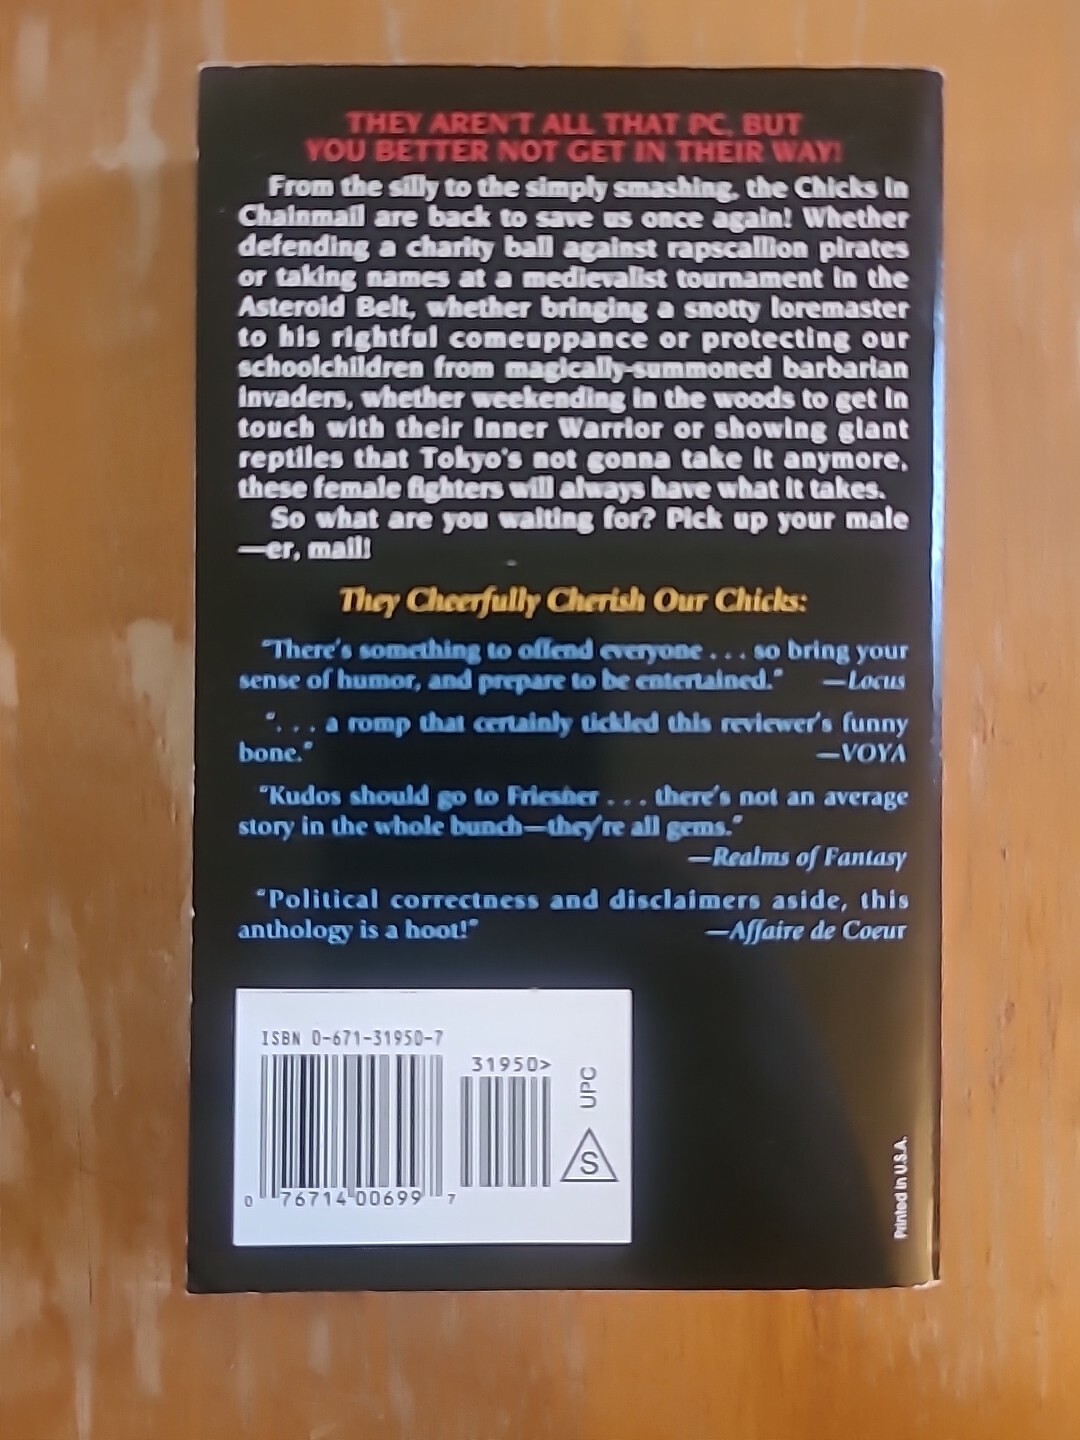 THEY AREN'T ALL THAT PC, BUT
YOU BETTER NOT GET IN THEIR WAY!
From the silly to the simply smashing, the Chicks in
Chainmail are back to save us once again! Whether
defending a charity ball against rapscallion pirates
or taking names at a medievalist tournament in the
Asteroid Belt, whether bringing a snotty loremaster
to his rightful comeuppance or protecting our
schoolchildren from magically-summoned barbarian
invaders, whether weekending in the woods to get in
touch with their Inner Warrior or showing giant
reptiles that Tokyo's not gonna take it anymore,
these female fighters will always have what it takes.
So what are you waiting for? Pick up your male
—er, mail!
They Cheerfully Cherish Our Chicks:
"There's something to offend everyone . . . so bring your
sense of humor, and prepare to be entertained." —Locus
". . . a romp that certainly tickled this reviewer's funny
bone." —VOYA
"Kudos should go to Friesner . . . there's not an average
story in the whole bunch—they're all gems."
—Realms of Fantasy
"Political correctness and disclaimers aside, this
anthology is a hoot!" —Affaire de Coeur
ISBN 0-671-31950-7
31950>
UPC
S
0 76714 00699 7
Printed in U.S.A.